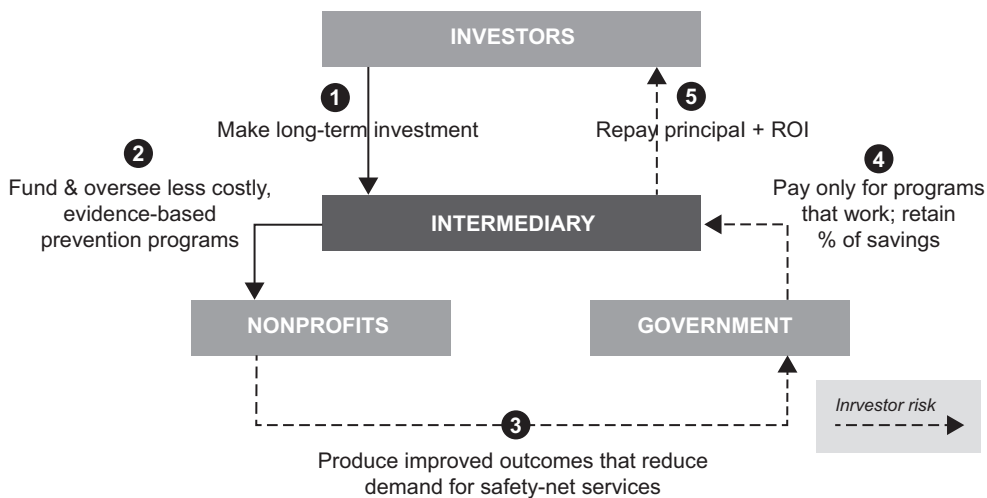 INVESTORS
1
Make long-term investment
5
Repay principal + ROI
2
Fund & oversee less costly,
evidence-based
prevention programs
4
Pay only for programs
that work; retain
% of savings
INTERMEDIARY
NONPROFITS
GOVERNMENT
Inrvestor risk
3
Produce improved outcomes that reduce
demand for safety-net services